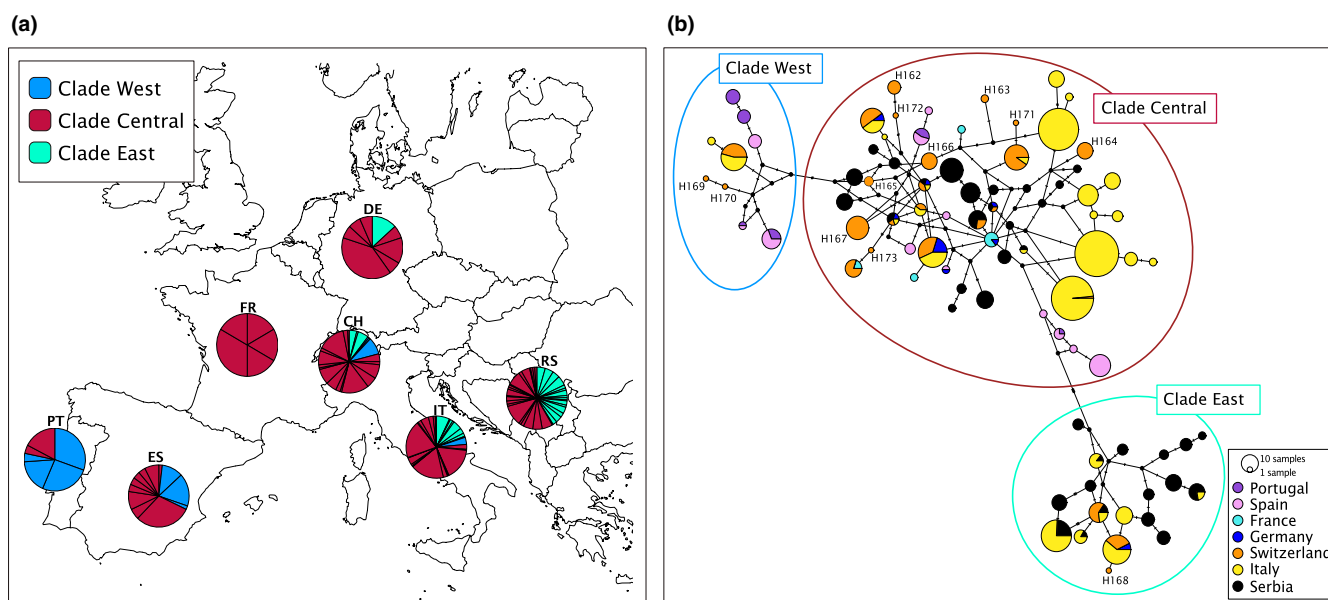 (a)
Clade West
Clade Central
Clade East
DE
FR
CH
RS
IT
PT
ES
(b)
Clade West
Clade Central
H162
H163
H172
H171
H166
H164
H169
H170
H165
H167
H173
Clade East
H168
10 samples
1 sample
Portugal
Spain
France
Germany
Switzerland
Italy
Serbia